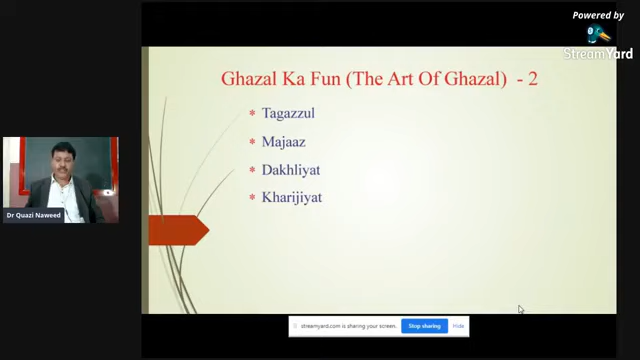 Powered by
StreamYard
Ghazal Ka Fun (The Art Of Ghazal) - 2
* Tagazzul
* Majaaz
* Dakhliyat
* Kharijiyat
Dr Quazi Naweed
streamyard.com is sharing your screen. Stop sharing Hide